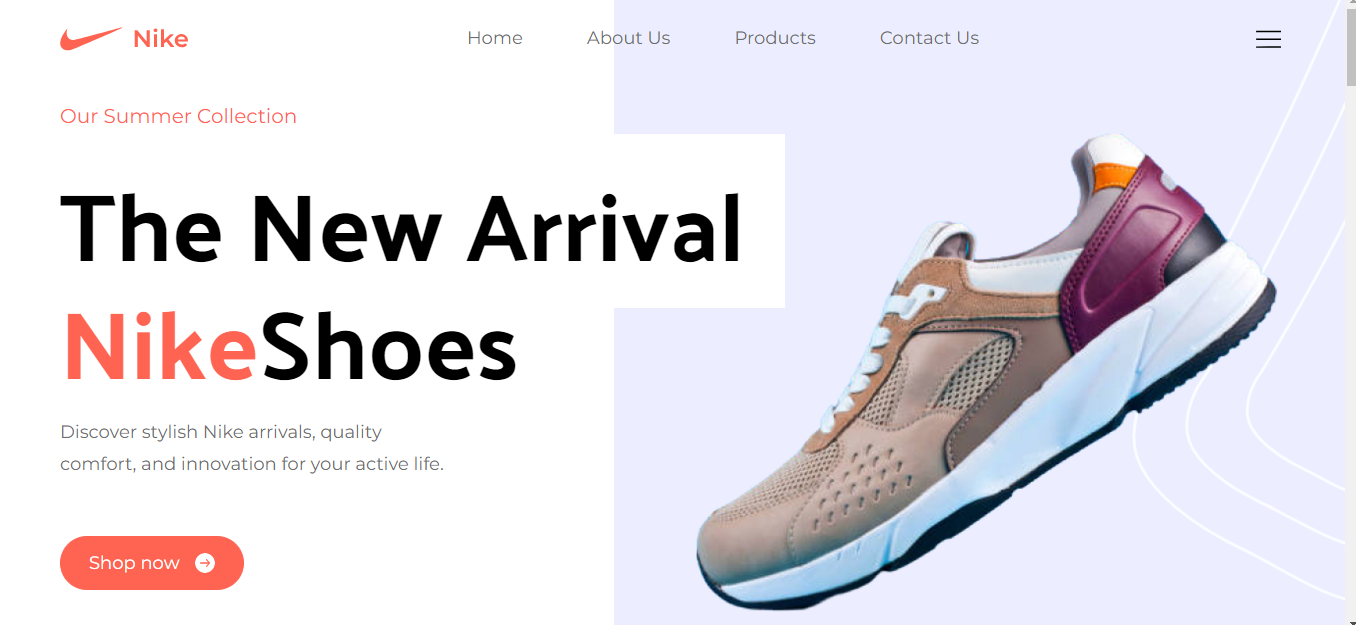 Nike
Home About Us Products Contact Us
Our Summer Collection
The New Arrival
NikeShoes
Discover stylish Nike arrivals, quality
comfort, and innovation for your active life.
Shop now